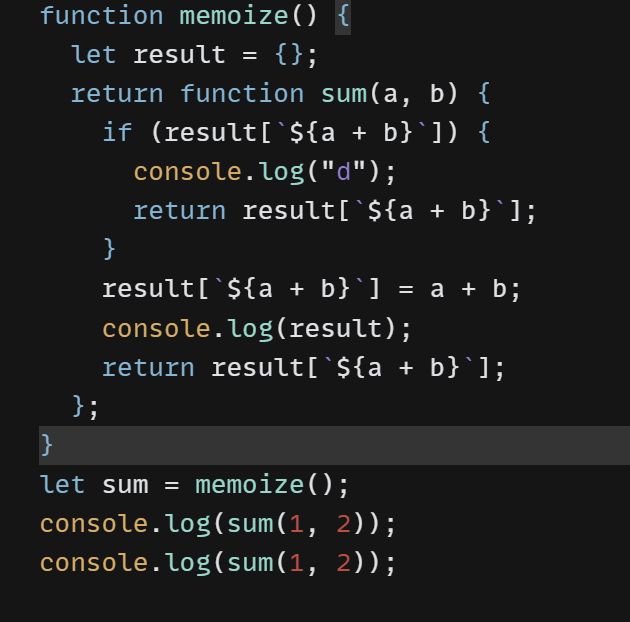 function memoize() {
  let result = {};
  return function sum(a, b) {
    if (result[`${a + b}`]) {
      console.log("d");
      return result[`${a + b}`];
    }
    result[`${a + b}`] = a + b;
    console.log(result);
    return result[`${a + b}`];
  };
}
let sum = memoize();
console.log(sum(1, 2));
console.log(sum(1, 2));